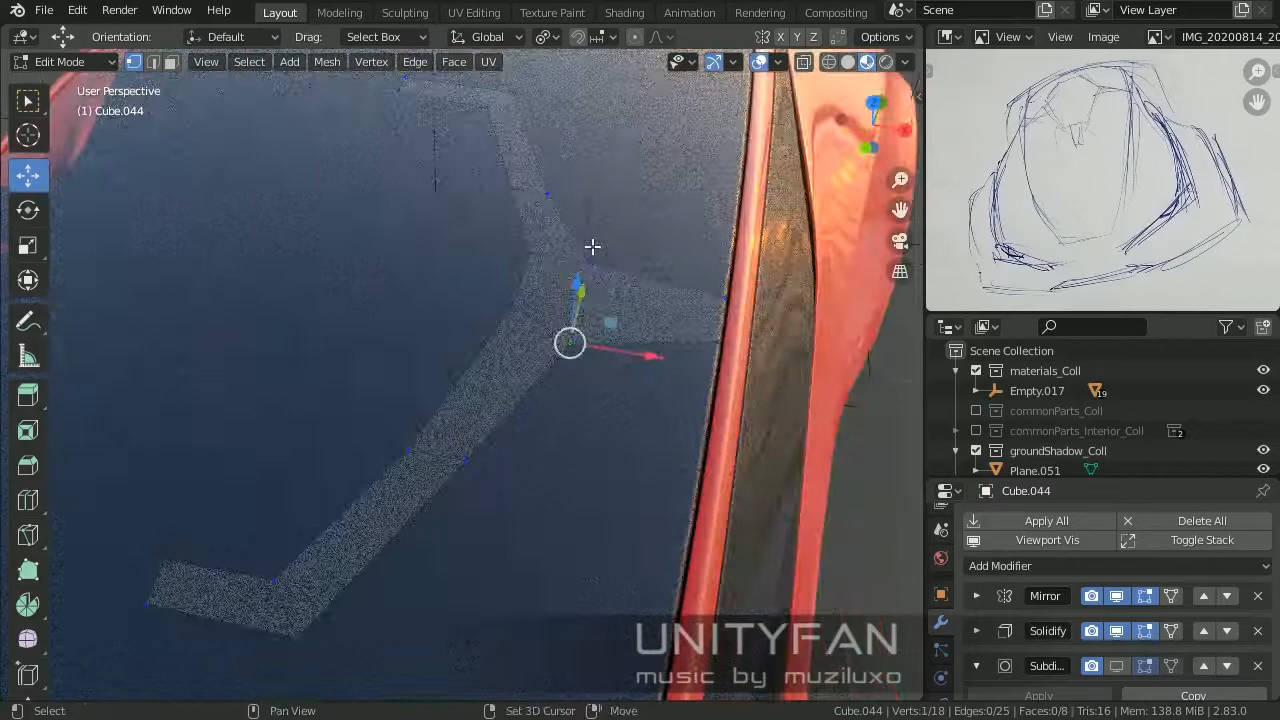 File Edit Render Window Help Layout Modeling Sculpting UV Editing Texture Paint Shading Animation Rendering Compositing Scene View Layer
Orientation: Default Drag: Select Box Global X Y Z Options View View Image IMG_20200814_20
Edit Mode View Select Add Mesh Vertex Edge Face UV
User Perspective
(1) Cube.044
Scene Collection
materials_Coll
Empty.017 19
commonParts_Coll
commonParts_Interior_Coll 2
groundShadow_Coll
Plane.051
Cube.044
Apply All Delete All
Viewport Vis Toggle Stack
Add Modifier
Mirror
Solidify
Subdi...
Apply Copy
UNITYFAN
music by muziluxo
Select Pan View Set 3D Cursor Move Cube.044 | Verts:1/18 | Edges:0/25 | Faces:0/8 | Tris:16 | Mem: 138.8 MiB | 2.83.0